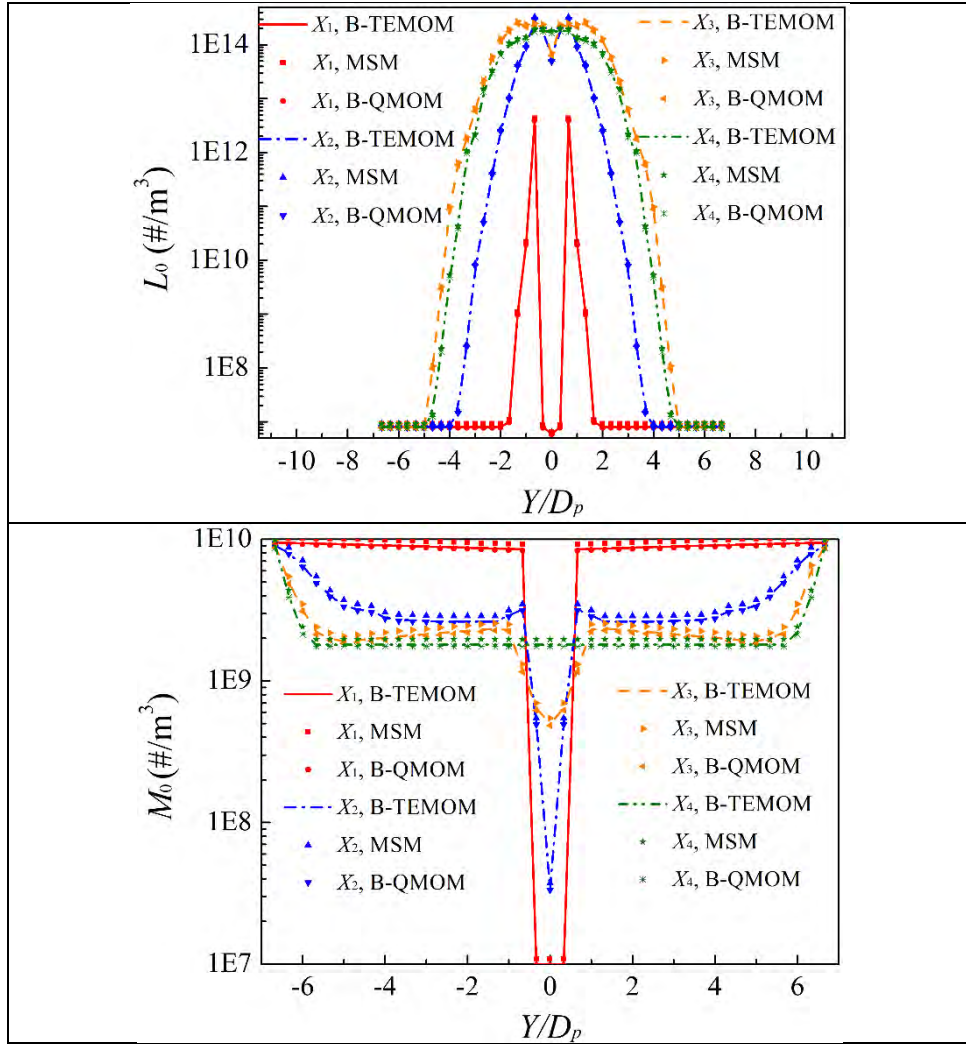 X1, B-TEMOM
X1, MSM
X1, B-QMOM
X2, B-TEMOM
X2, MSM
X2, B-QMOM
X3, B-TEMOM
X3, MSM
X3, B-QMOM
X4, B-TEMOM
X4, MSM
X4, B-QMOM
1E14
1E12
1E10
1E8
L0 (#/m³)
-10 -8 -6 -4 -2 0 2 4 6 8 10
Y/Dp
1E10
1E9
1E8
1E7
M0 (#/m³)
X1, B-TEMOM
X1, MSM
X1, B-QMOM
X2, B-TEMOM
X2, MSM
X2, B-QMOM
X3, B-TEMOM
X3, MSM
X3, B-QMOM
X4, B-TEMOM
X4, MSM
X4, B-QMOM
-6 -4 -2 0 2 4 6
Y/Dp